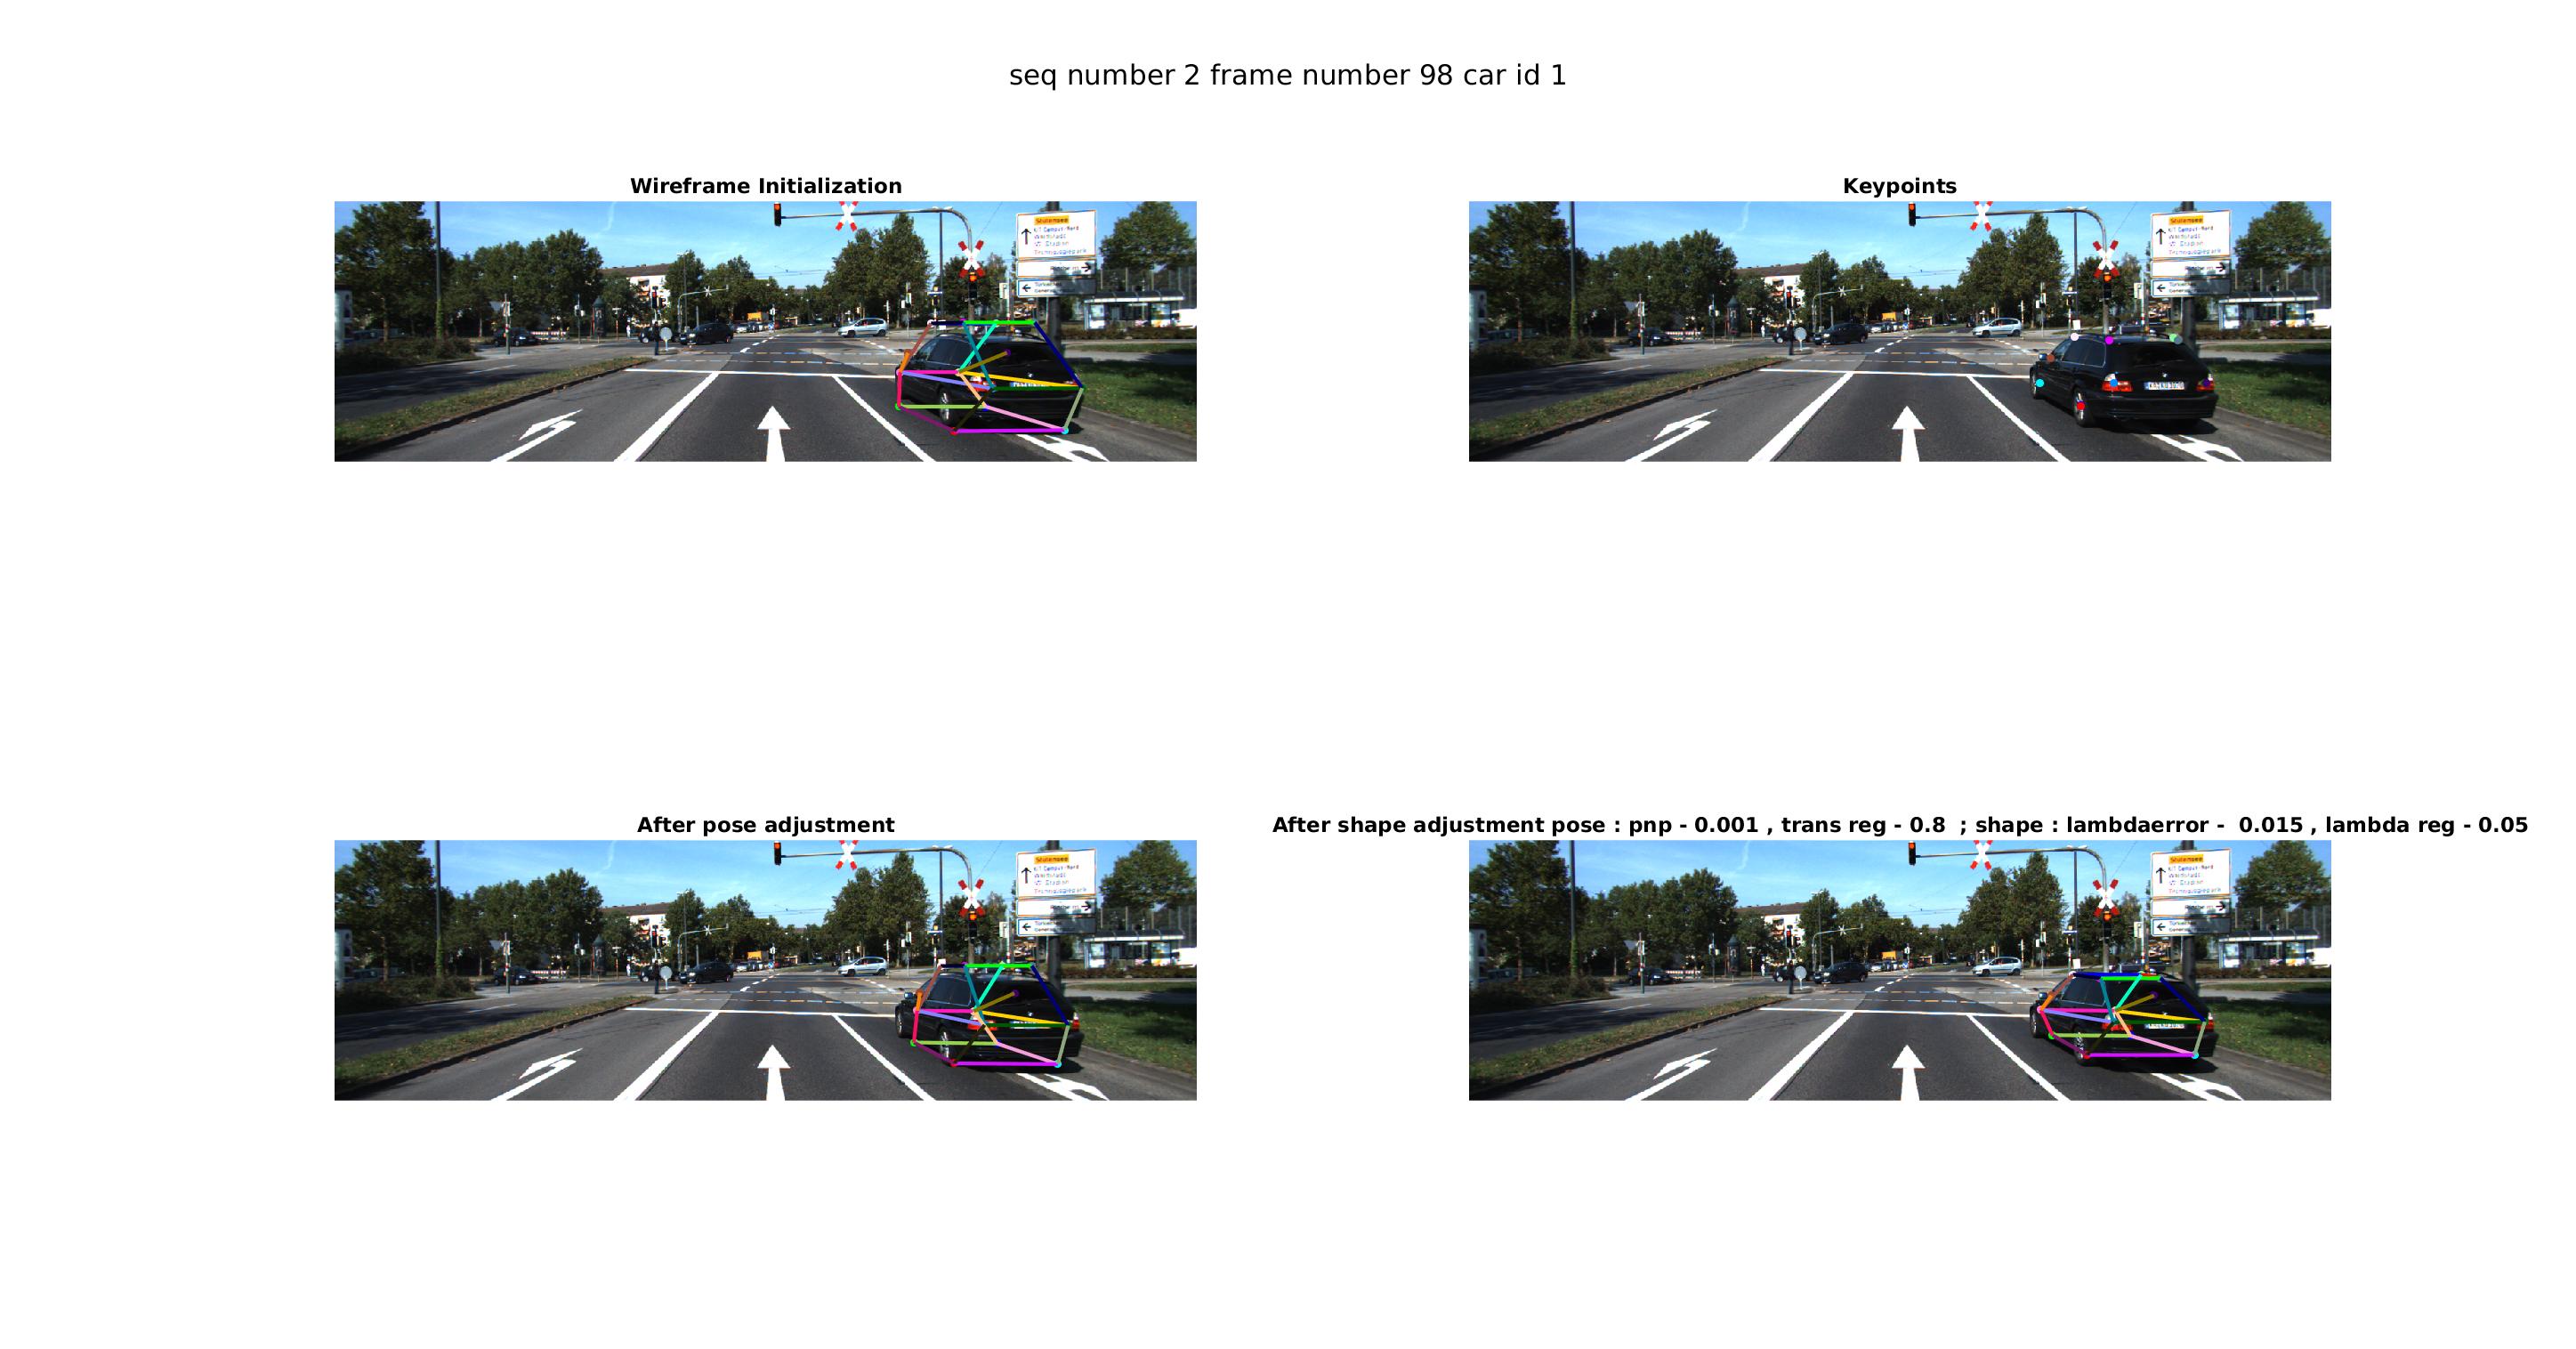 seq number 2 frame number 98 car id 1
Wireframe Initialization
Keypoints
After pose adjustment
After shape adjustment pose : pnp - 0.001 , trans reg - 0.8  ; shape : lambdaerror -  0.015 , lambda reg - 0.05